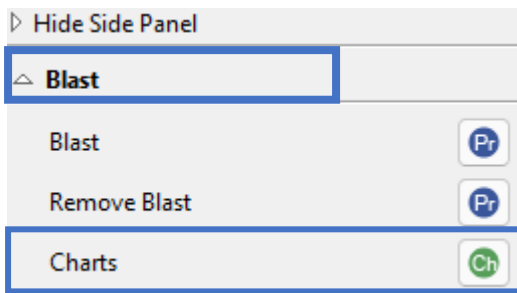 Hide Side Panel
Blast
Blast Pr
Remove Blast Pr
Charts Ch